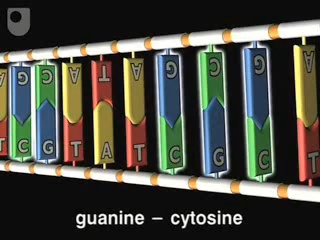 A G C A T A G C G A
T C G T A T C G C T
guanine – cytosine